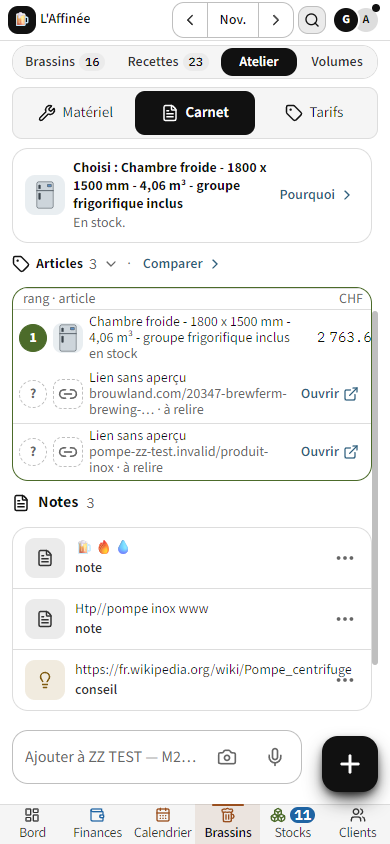 L'Affinée
Nov.
G
A
Brassins 16
Recettes 23
Atelier
Volumes
Matériel
Carnet
Tarifs
Choisi : Chambre froide - 1800 x
1500 mm - 4,06 m³ - groupe
frigorifique inclus
En stock.
Pourquoi
Articles 3
· Comparer
rang · article
CHF
1
Chambre froide - 1800 x 1500 mm -
4,06 m³ - groupe frigorifique inclus
en stock
2 763.6
?
Lien sans aperçu
brouwland.com/20347-brewferm-
brewing-… · à relire
Ouvrir
?
Lien sans aperçu
pompe-zz-test.invalid/produit-
inox · à relire
Ouvrir
Notes 3
🍺 🔥 💧
note
Htp//pompe inox www
note
https://fr.wikipedia.org/wiki/Pompe_centrifuge
conseil
Ajouter à ZZ TEST — M2…
Bord
Finances
Calendrier
Brassins
Stocks
11
Clients